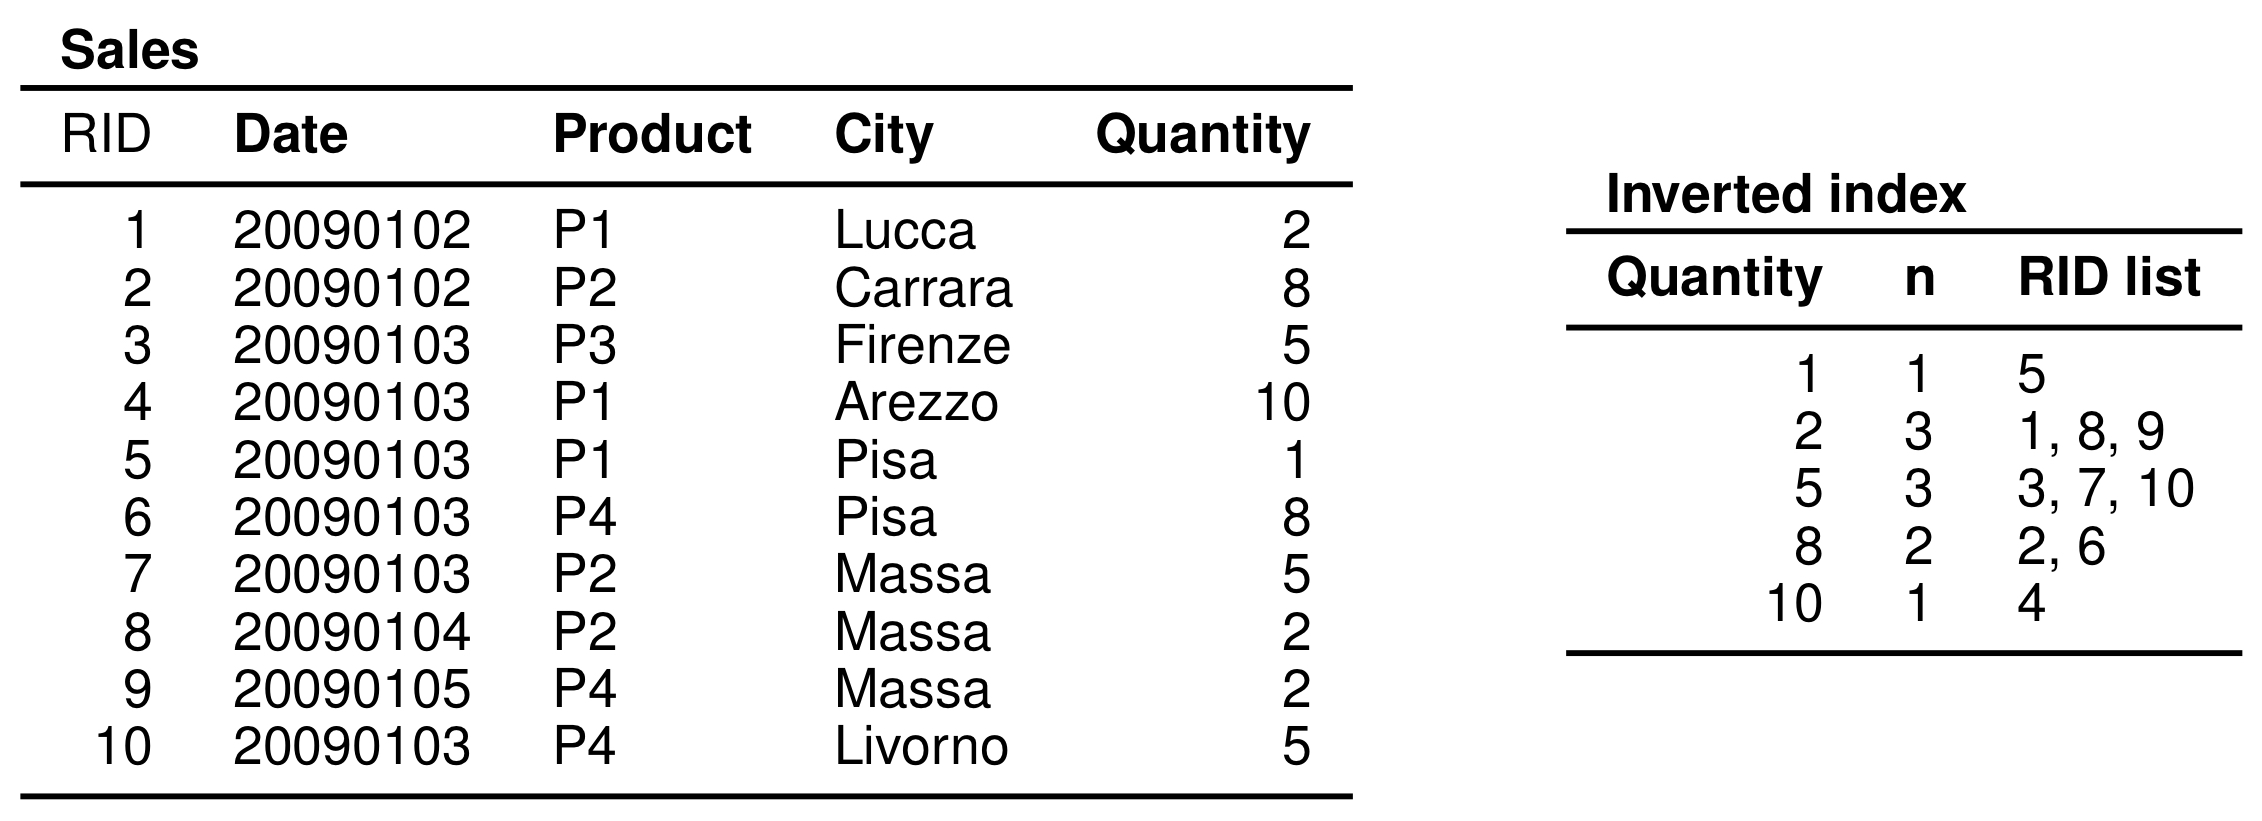 Sales
RID Date Product City Quantity
1 20090102 P1 Lucca 2
2 20090102 P2 Carrara 8
3 20090103 P3 Firenze 5
4 20090103 P1 Arezzo 10
5 20090103 P1 Pisa 1
6 20090103 P4 Pisa 8
7 20090103 P2 Massa 5
8 20090104 P2 Massa 2
9 20090105 P4 Massa 2
10 20090103 P4 Livorno 5
Inverted index
Quantity n RID list
1 1 5
2 3 1, 8, 9
5 3 3, 7, 10
8 2 2, 6
10 1 4